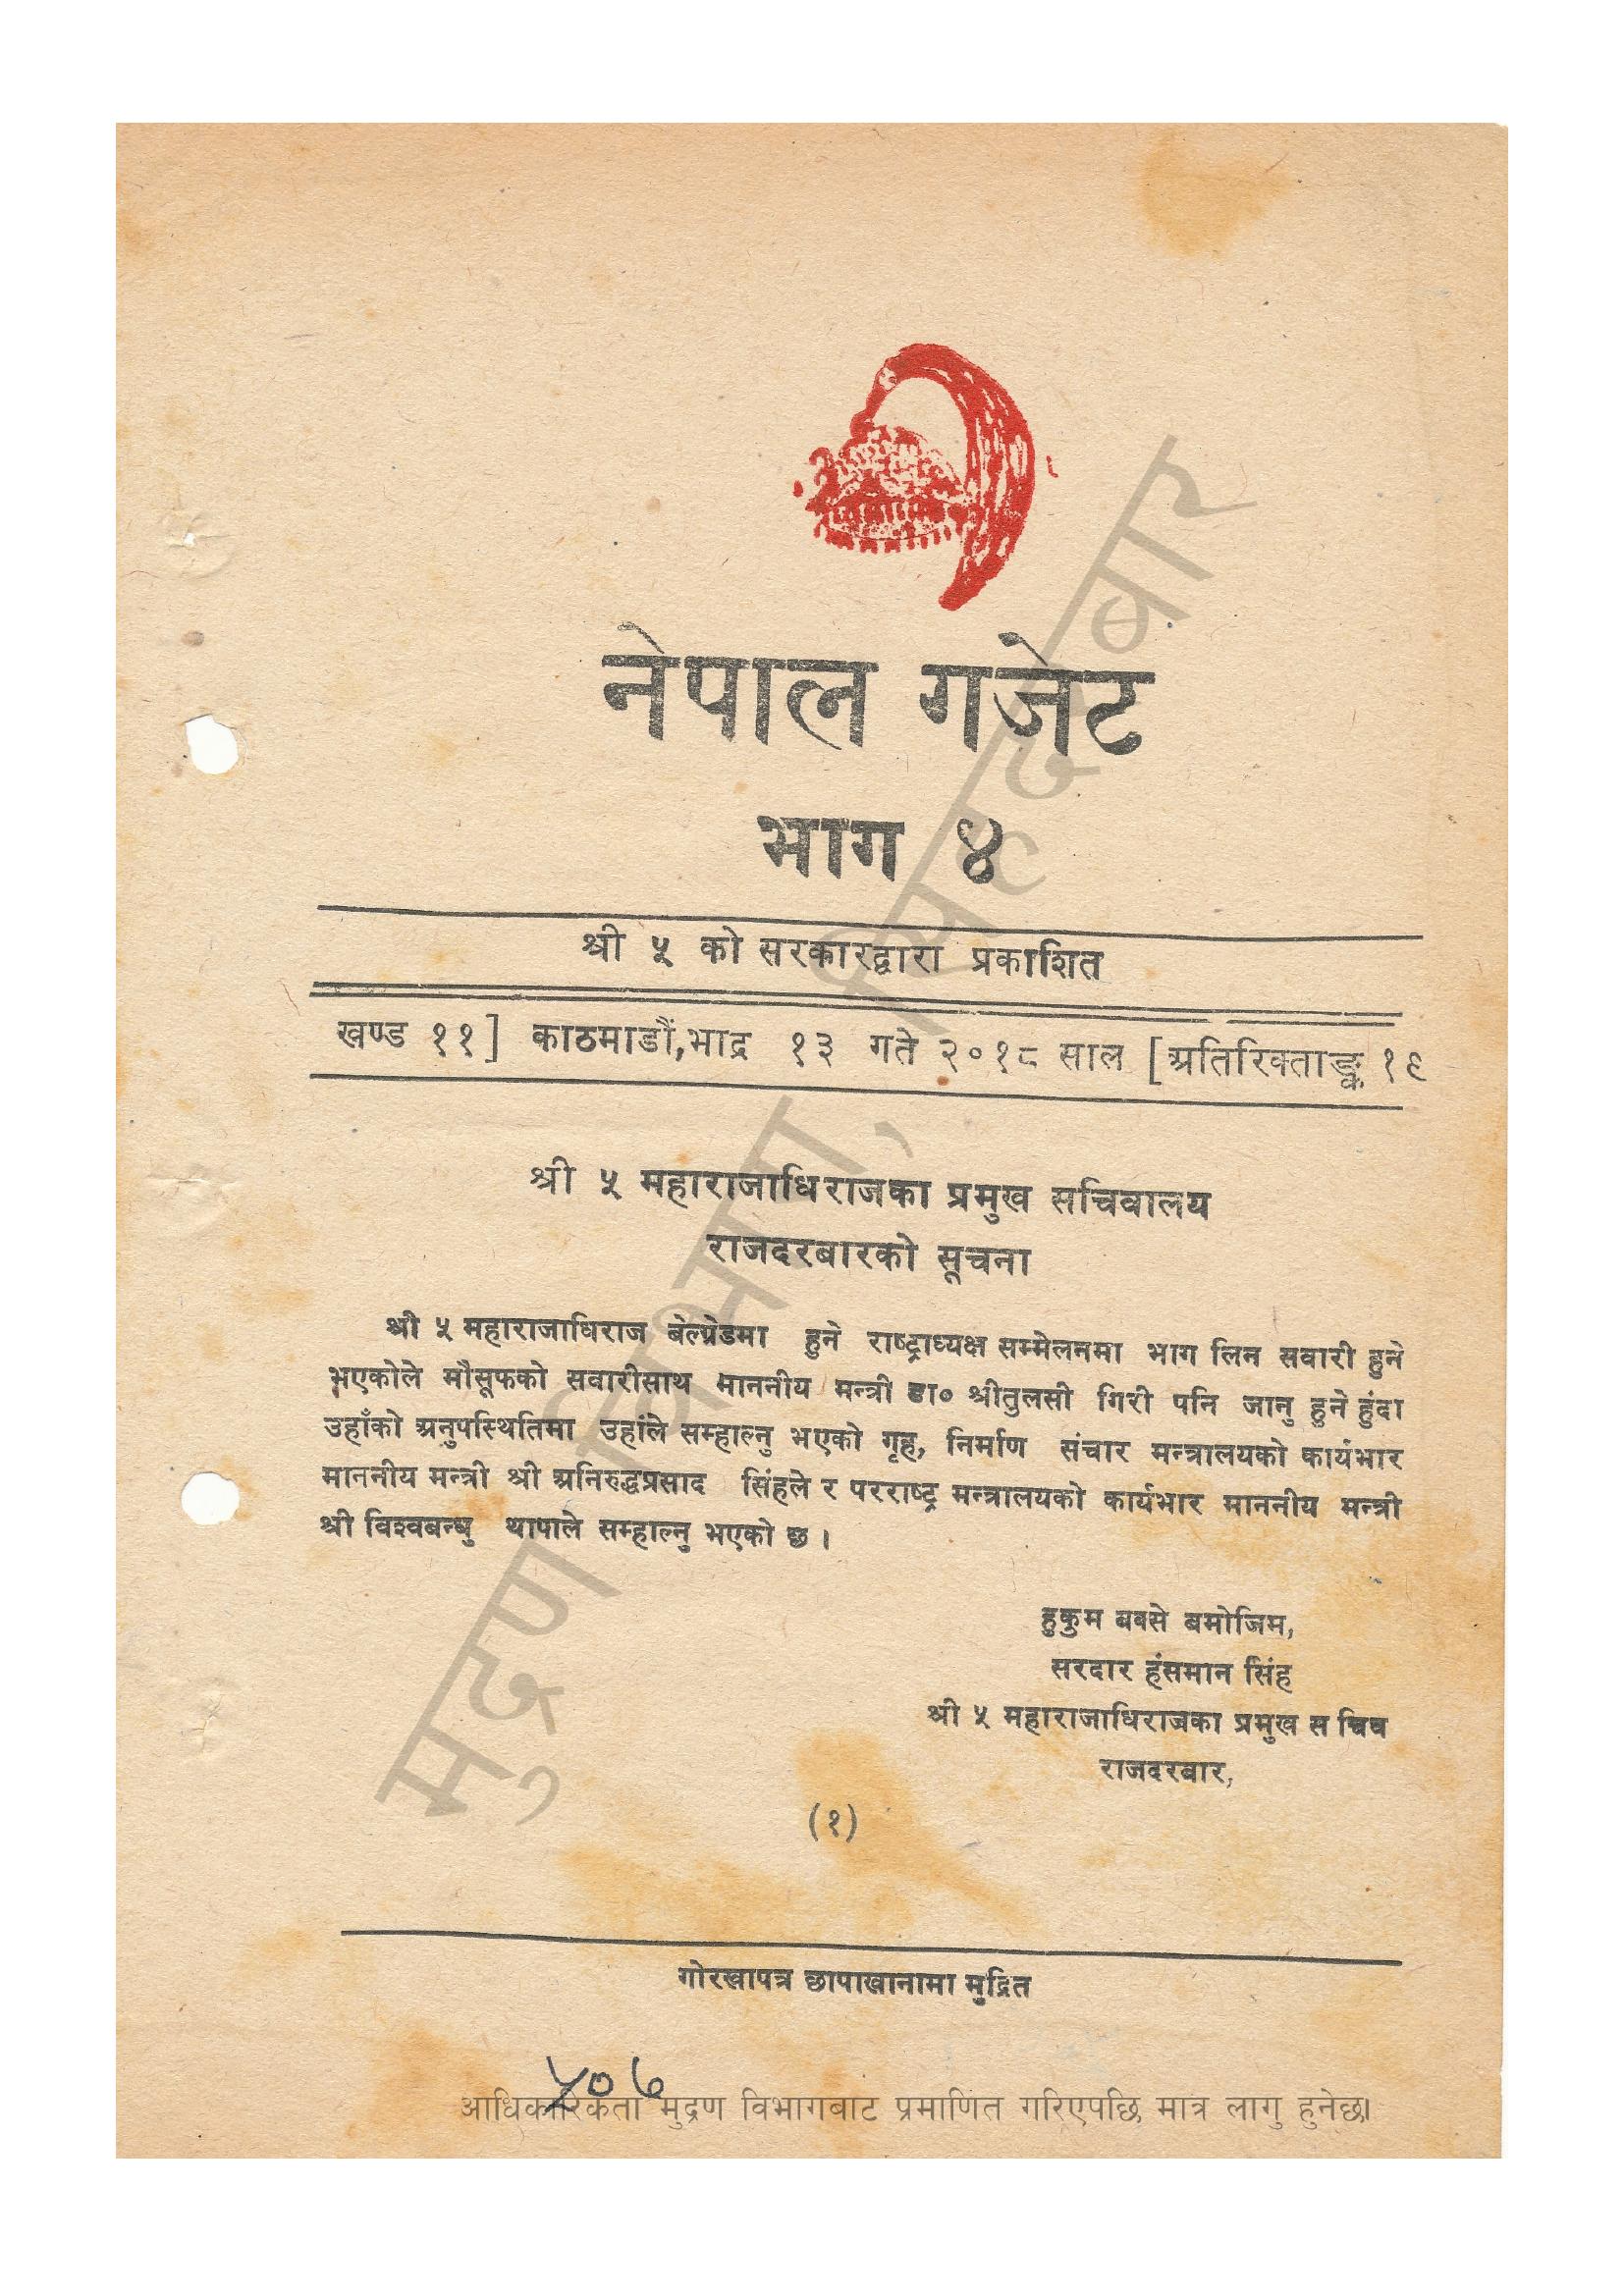 नेपाल गजेट
भाग ४
श्री ५ को सरकारद्वारा प्रकाशित
खण्ड ११] काठमाडौं,भाद्र १३ गते २०१८ साल [अतिरिक्ताङ्क १९
श्री ५ महाराजाधिराजका प्रमुख सचिवालय
राजदरबारको सूचना
श्री ५ महाराजाधिराज बेल्ग्रेडमा हुने राष्ट्राध्यक्ष सम्मेलनमा भाग लिन सवारी हुने
भएकोले मौसूफको सवारीसाथ माननीय मन्त्री डा० श्रीतुलसी गिरी पनि जानु हुने हुंदा
उहाँको अनुपस्थितिमा उहांले सम्हाल्नु भएको गृह, निर्माण संचार मन्त्रालयको कार्यभार
माननीय मन्त्री श्री अनिरुद्धप्रसाद सिंहले र परराष्ट्र मन्त्रालयको कार्यभार माननीय मन्त्री
श्री विश्वबन्धु थापाले सम्हाल्नु भएको छ ।
हुकुम बक्से बमोजिम,
सरदार हंसमान सिंह
श्री ५ महाराजाधिराजका प्रमुख सचिव
राजदरबार,
(१)
गोरखापत्र छापाखानामा मुद्रित
५०७
आधिकारिकता मुद्रण विभागबाट प्रमाणित गरिएपछि मात्र लागु हुनेछ।
मुद्रण विभाग, सिंहदरबार